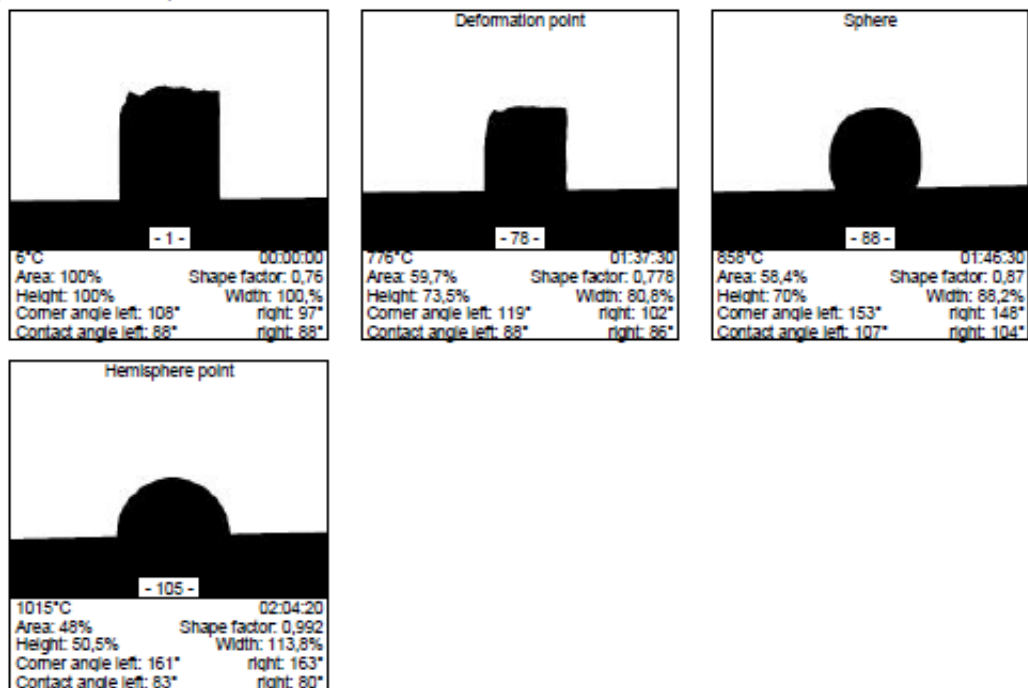 - 1 -
6°C 00:00:00
Area: 100% Shape factor: 0,76
Height: 100% Width: 100,%
Corner angle left: 108° right: 97°
Contact angle left: 88° right: 88°
Deformation point
- 78 -
776°C 01:37:30
Area: 59,7% Shape factor: 0,778
Height: 73,5% Width: 80,8%
Corner angle left: 119° right: 102°
Contact angle left: 88° right: 86°
Sphere
- 88 -
858°C 01:46:30
Area: 58,4% Shape factor: 0,87
Height: 70% Width: 88,2%
Corner angle left: 153° right: 148°
Contact angle left: 107° right: 104°
Hemisphere point
- 105 -
1015°C 02:04:20
Area: 48% Shape factor: 0,992
Height: 50,5% Width: 113,8%
Corner angle left: 161° right: 163°
Contact angle left: 83° right: 80°